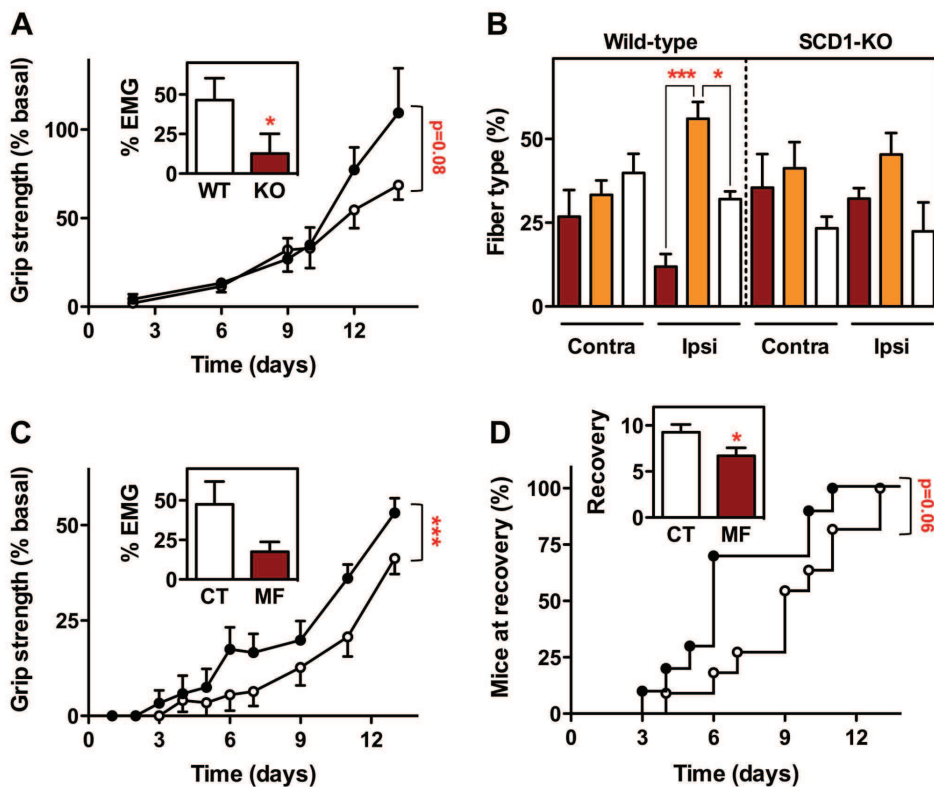 A
Grip strength (% basal)
100
50
0
0 3 6 9 12
Time (days)
p=0.08
% EMG
50
25
0
WT KO
*
B
Wild-type SCD1-KO
Fiber type (%)
50
25
0
*** *
Contra Ipsi Contra Ipsi
C
Grip strength (% basal)
50
25
0
0 3 6 9 12
Time (days)
***
% EMG
50
25
0
CT MF
D
Mice at recovery (%)
100
75
50
25
0
0 3 6 9 12
Time (days)
p=0.06
Recovery
10
5
0
CT MF
*